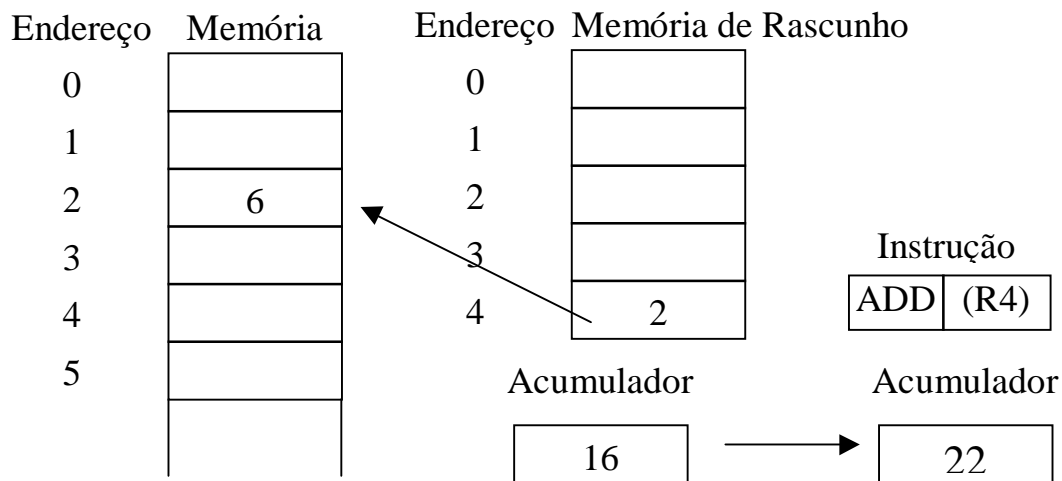 Endereço Memória Endereço Memória de Rascunho
0 0
1 1
2 6 2
3 3
Instrução
4 4 2 ADD (R4)
5
Acumulador Acumulador
16 22